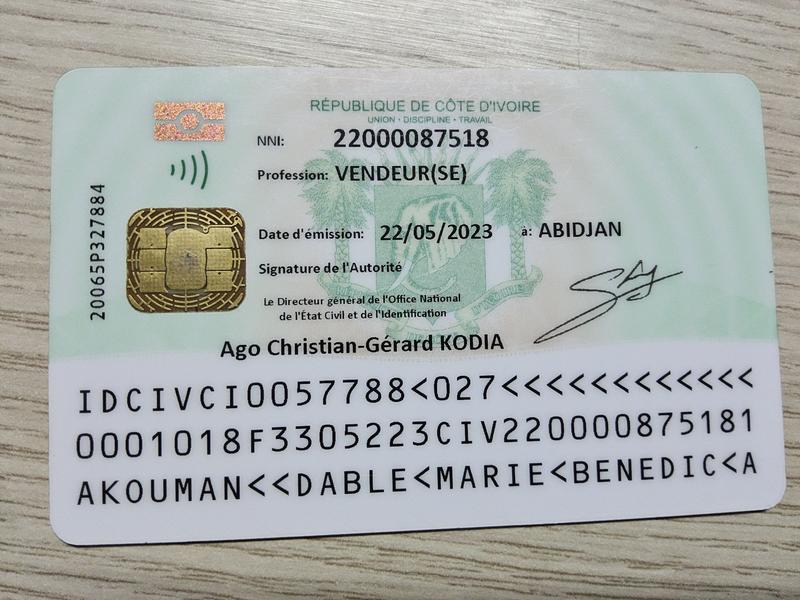 RÉPUBLIQUE DE CÔTE D'IVOIRE
UNION · DISCIPLINE · TRAVAIL
NNI: 22000087518
Profession: VENDEUR(SE)
Date d'émission: 22/05/2023 à: ABIDJAN
Signature de l'Autorité
Le Directeur général de l'Office National
de l'État Civil et de l'Identification
Ago Christian-Gérard KODIA
20065P327884
IDCIVCI0057788<027<<<<<<<<<<<<
0001018F3305223CIV220000875181
AKOUMAN<<DABLE<MARIE<BENEDIC<A